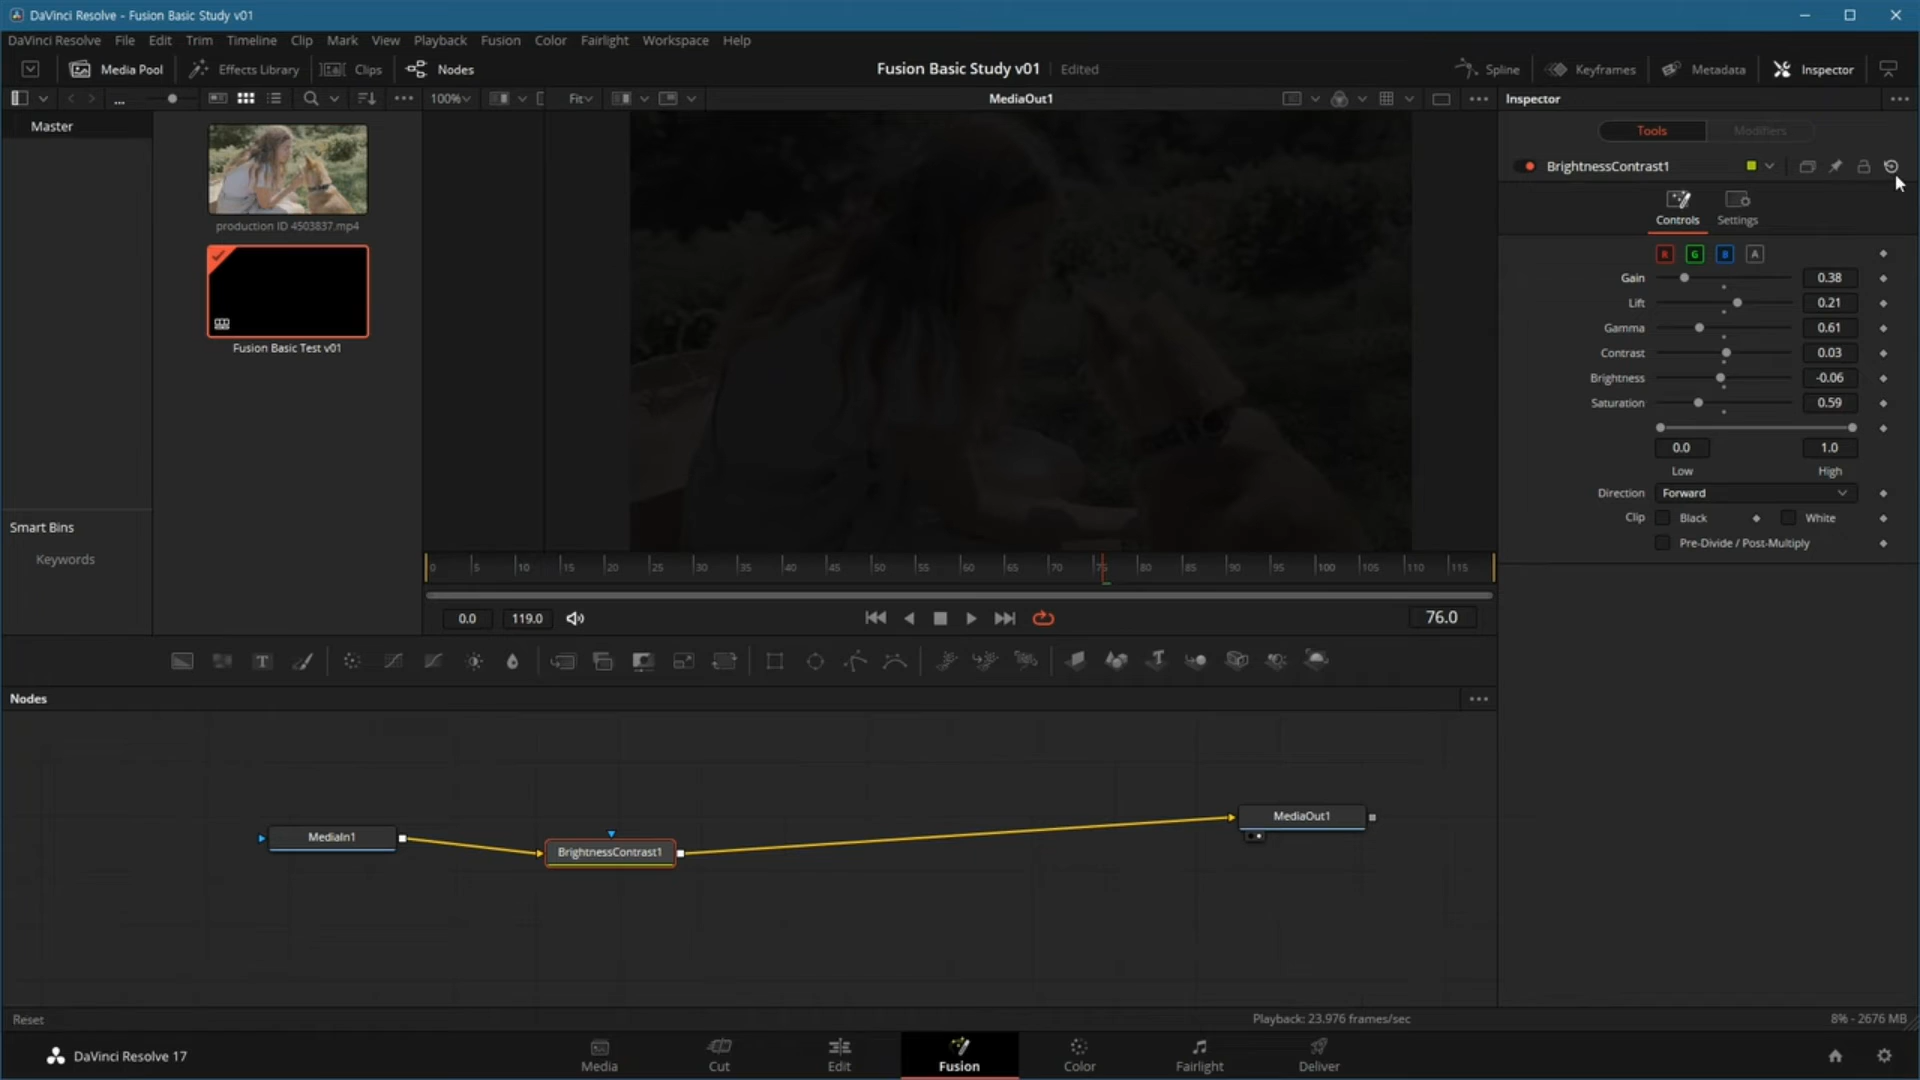 DaVinci Resolve - Fusion Basic Study v01
DaVinci Resolve File Edit Trim Timeline Clip Mark View Playback Fusion Color Fairlight Workspace Help
Media Pool Effects Library Clips Nodes Fusion Basic Study v01 Edited Spline Keyframes Metadata Inspector
... 100% Fit MediaOut1 Inspector
Master
Tools Modifiers
BrightnessContrast1
Controls Settings
production ID 4503837.mp4
R G B A
Gain 0.38
Lift 0.21
Gamma 0.61
Fusion Basic Test v01
Contrast 0.03
Brightness -0.06
Saturation 0.59
0.0 1.0
Low High
Direction Forward
Clip Black White
Pre-Divide / Post-Multiply
Smart Bins
Keywords
0 5 10 15 20 25 30 35 40 45 50 55 60 65 70 75 80 85 90 95 100 105 110 115
0.0 119.0 76.0
T
Nodes
MediaIn1
BrightnessContrast1
MediaOut1
Reset Playback: 23.976 frames/sec 8% - 2676 MB
DaVinci Resolve 17 Media Cut Edit Fusion Color Fairlight Deliver